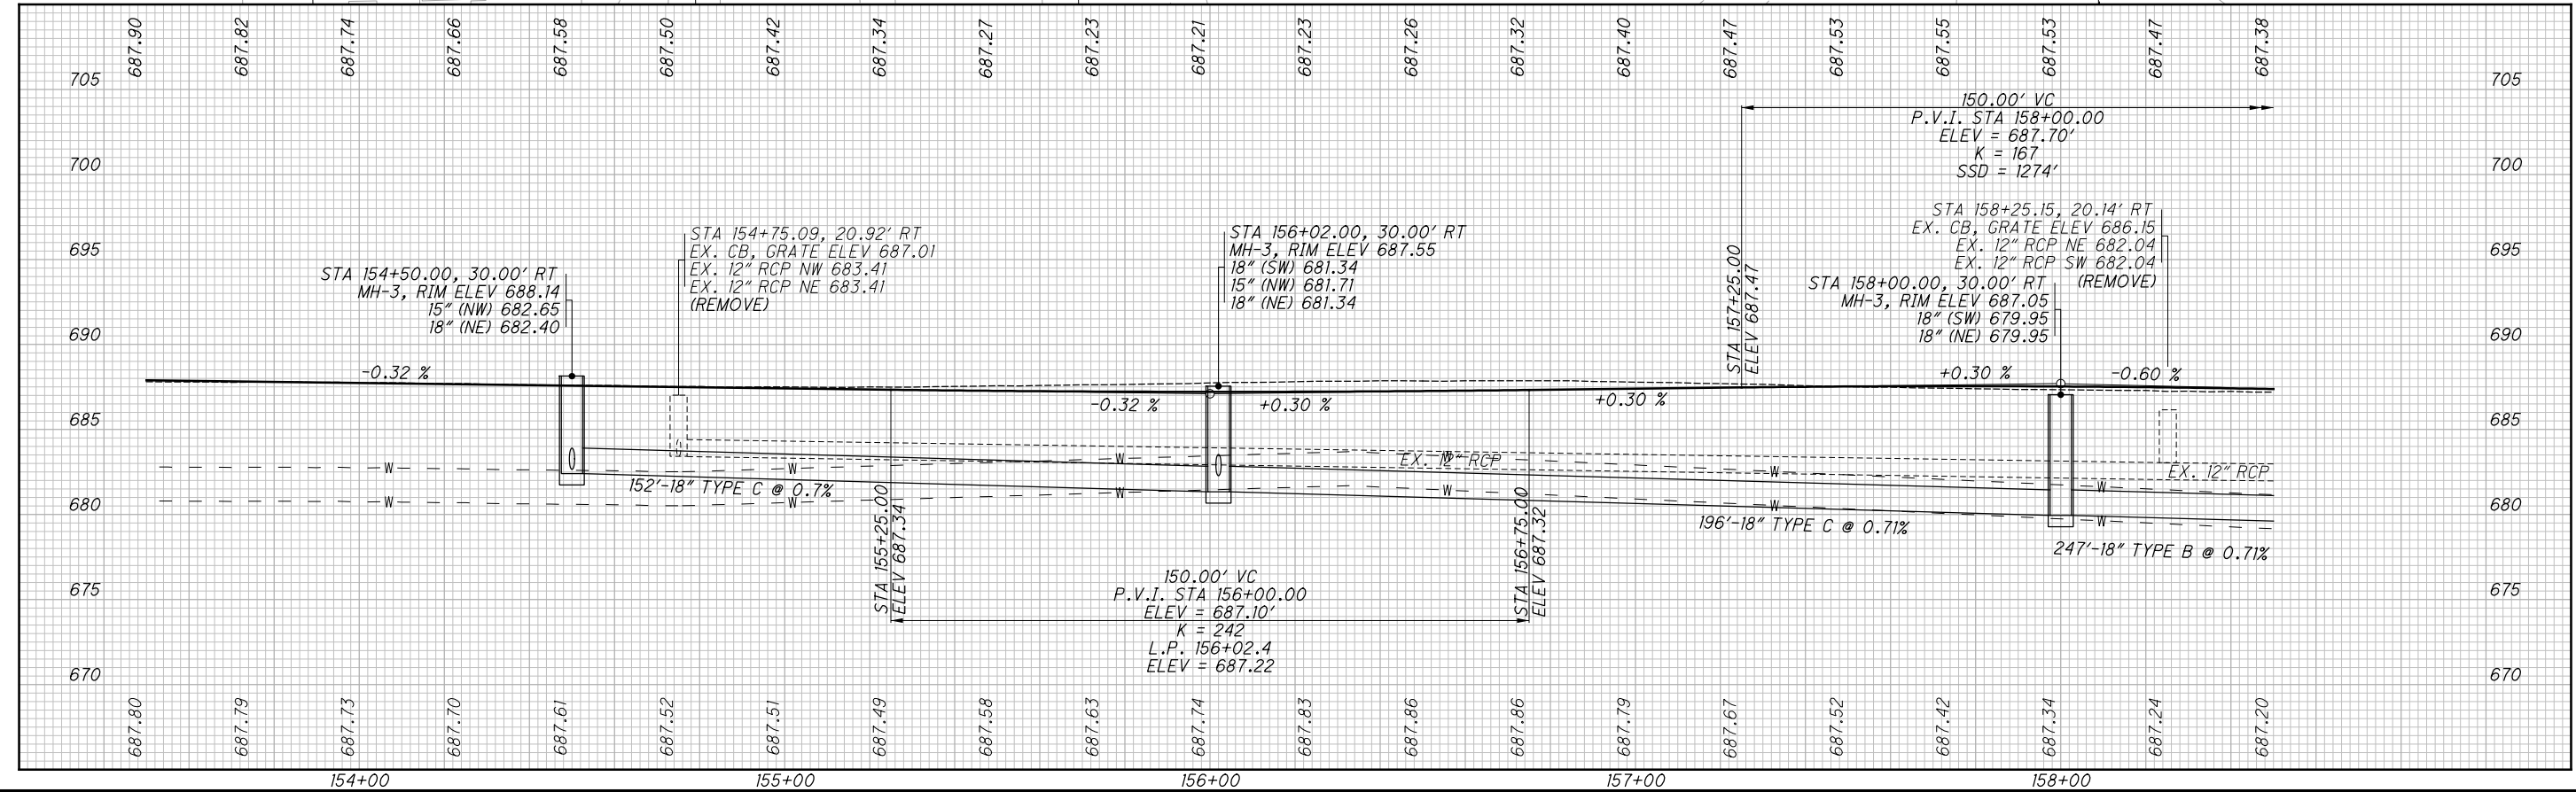 687.90 687.82 687.74 687.66 687.58 687.50 687.42 687.34 687.27 687.23 687.21 687.23 687.26 687.32 687.40 687.47 687.53 687.55 687.53 687.47 687.38
705 705
150.00' VC
P.V.I. STA 158+00.00
ELEV = 687.70'
K = 167
SSD = 1274'
700 700
STA 154+50.00, 30.00' RT
MH-3, RIM ELEV 688.14
15" (NW) 682.65
18" (NE) 682.40
STA 154+75.09, 20.92' RT
EX. CB, GRATE ELEV 687.01
EX. 12" RCP NW 683.41
EX. 12" RCP NE 683.41
(REMOVE)
STA 156+02.00, 30.00' RT
MH-3, RIM ELEV 687.55
18" (SW) 681.34
15" (NW) 681.71
18" (NE) 681.34
STA 157+25.00
ELEV 687.47
STA 158+25.15, 20.14' RT
EX. CB, GRATE ELEV 686.15
EX. 12" RCP NE 682.04
EX. 12" RCP SW 682.04
(REMOVE)
STA 158+00.00, 30.00' RT
MH-3, RIM ELEV 687.05
18" (SW) 679.95
18" (NE) 679.95
695 695
690 690
-0.32 %
-0.32 %
+0.30 %
+0.30 %
+0.30 %
-0.60 %
685 685
W W W W W W
EX. 12" RCP
EX. 12" RCP
W W W W W W
152'-18" TYPE C @ 0.7%
680 680
196'-18" TYPE C @ 0.71%
247'-18" TYPE B @ 0.71%
STA 155+25.00
ELEV 687.34
STA 156+75.00
ELEV 687.32
675 675
150.00' VC
P.V.I. STA 156+00.00
ELEV = 687.10'
K = 242
L.P. 156+02.4
ELEV = 687.22
670 670
687.80 687.79 687.73 687.70 687.61 687.52 687.51 687.49 687.58 687.63 687.74 687.83 687.86 687.86 687.79 687.67 687.52 687.42 687.34 687.24 687.20
154+00 155+00 156+00 157+00 158+00